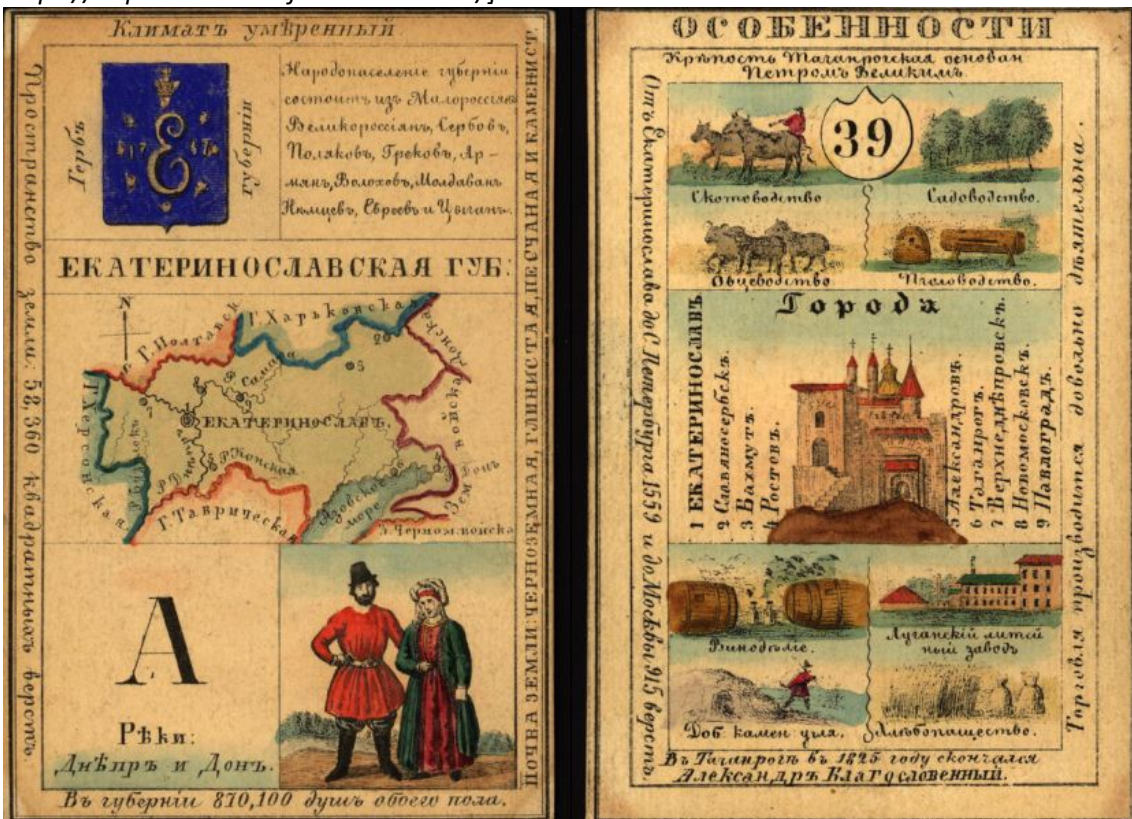 Климатъ умѣренный
Гербъ
губерніи
Народонаселеніе губерніи
состоитъ изъ Малороссіянъ
Великороссіянъ, Сербовъ,
Поляковъ, Грековъ, Ар-
мянъ, Волоховъ, Молдаванъ
Нѣмцевъ, Евреевъ и Цыганъ.
Пространство земли: 58,360 квадратныхъ верстъ.
ПОЧВА ЗЕМЛИ: ЧЕРНОЗЕМНА, ГЛИНИСТАЯ, ПЕСЧАНА И КАМЕНИСТ.
ЕКАТЕРИНОСЛАВСКАЯ ГУБ:
N
Г. Полтавск
Г. Харьковская
Г. Херсонская
Самара
ЕКАТЕРИНОСЛАВЪ.
Р. Днѣпръ
Р. Конская
Азовское
море
Г. Таврическая
Зем. Донскаго войска
Донъ
з. Черном. войска
А
Рѣки:
Днѣпръ и Донъ.
Въ губерніи 870,100 душъ обоего пола.
ОСОБЕННОСТИ
Крѣпость Таганрогская основан
Петромъ Великимъ
39
Скотоводство
Садоводство.
Овцеводство
Пчеловодство.
Отъ Екатеринослава до С. Петербурга 1559 и до Москвы 915 верстъ.
Торговля производится довольно дѣятельна.
Города
1 ЕКАТЕРИНОСЛАВЪ
2 Славяносербскъ.
3 Бахмутъ.
4 Ростовъ.
5 Александровъ.
6 Таганрогъ.
7 Верхнеднѣпровскъ.
8 Новомосковскъ.
9 Павлоградъ.
Винодѣліе.
Луганскій литей
ный заводъ
Доб. камен угля.
Хлѣбопашество.
Въ Таганрогѣ въ 1825 году скончался
Александръ Благословенный.